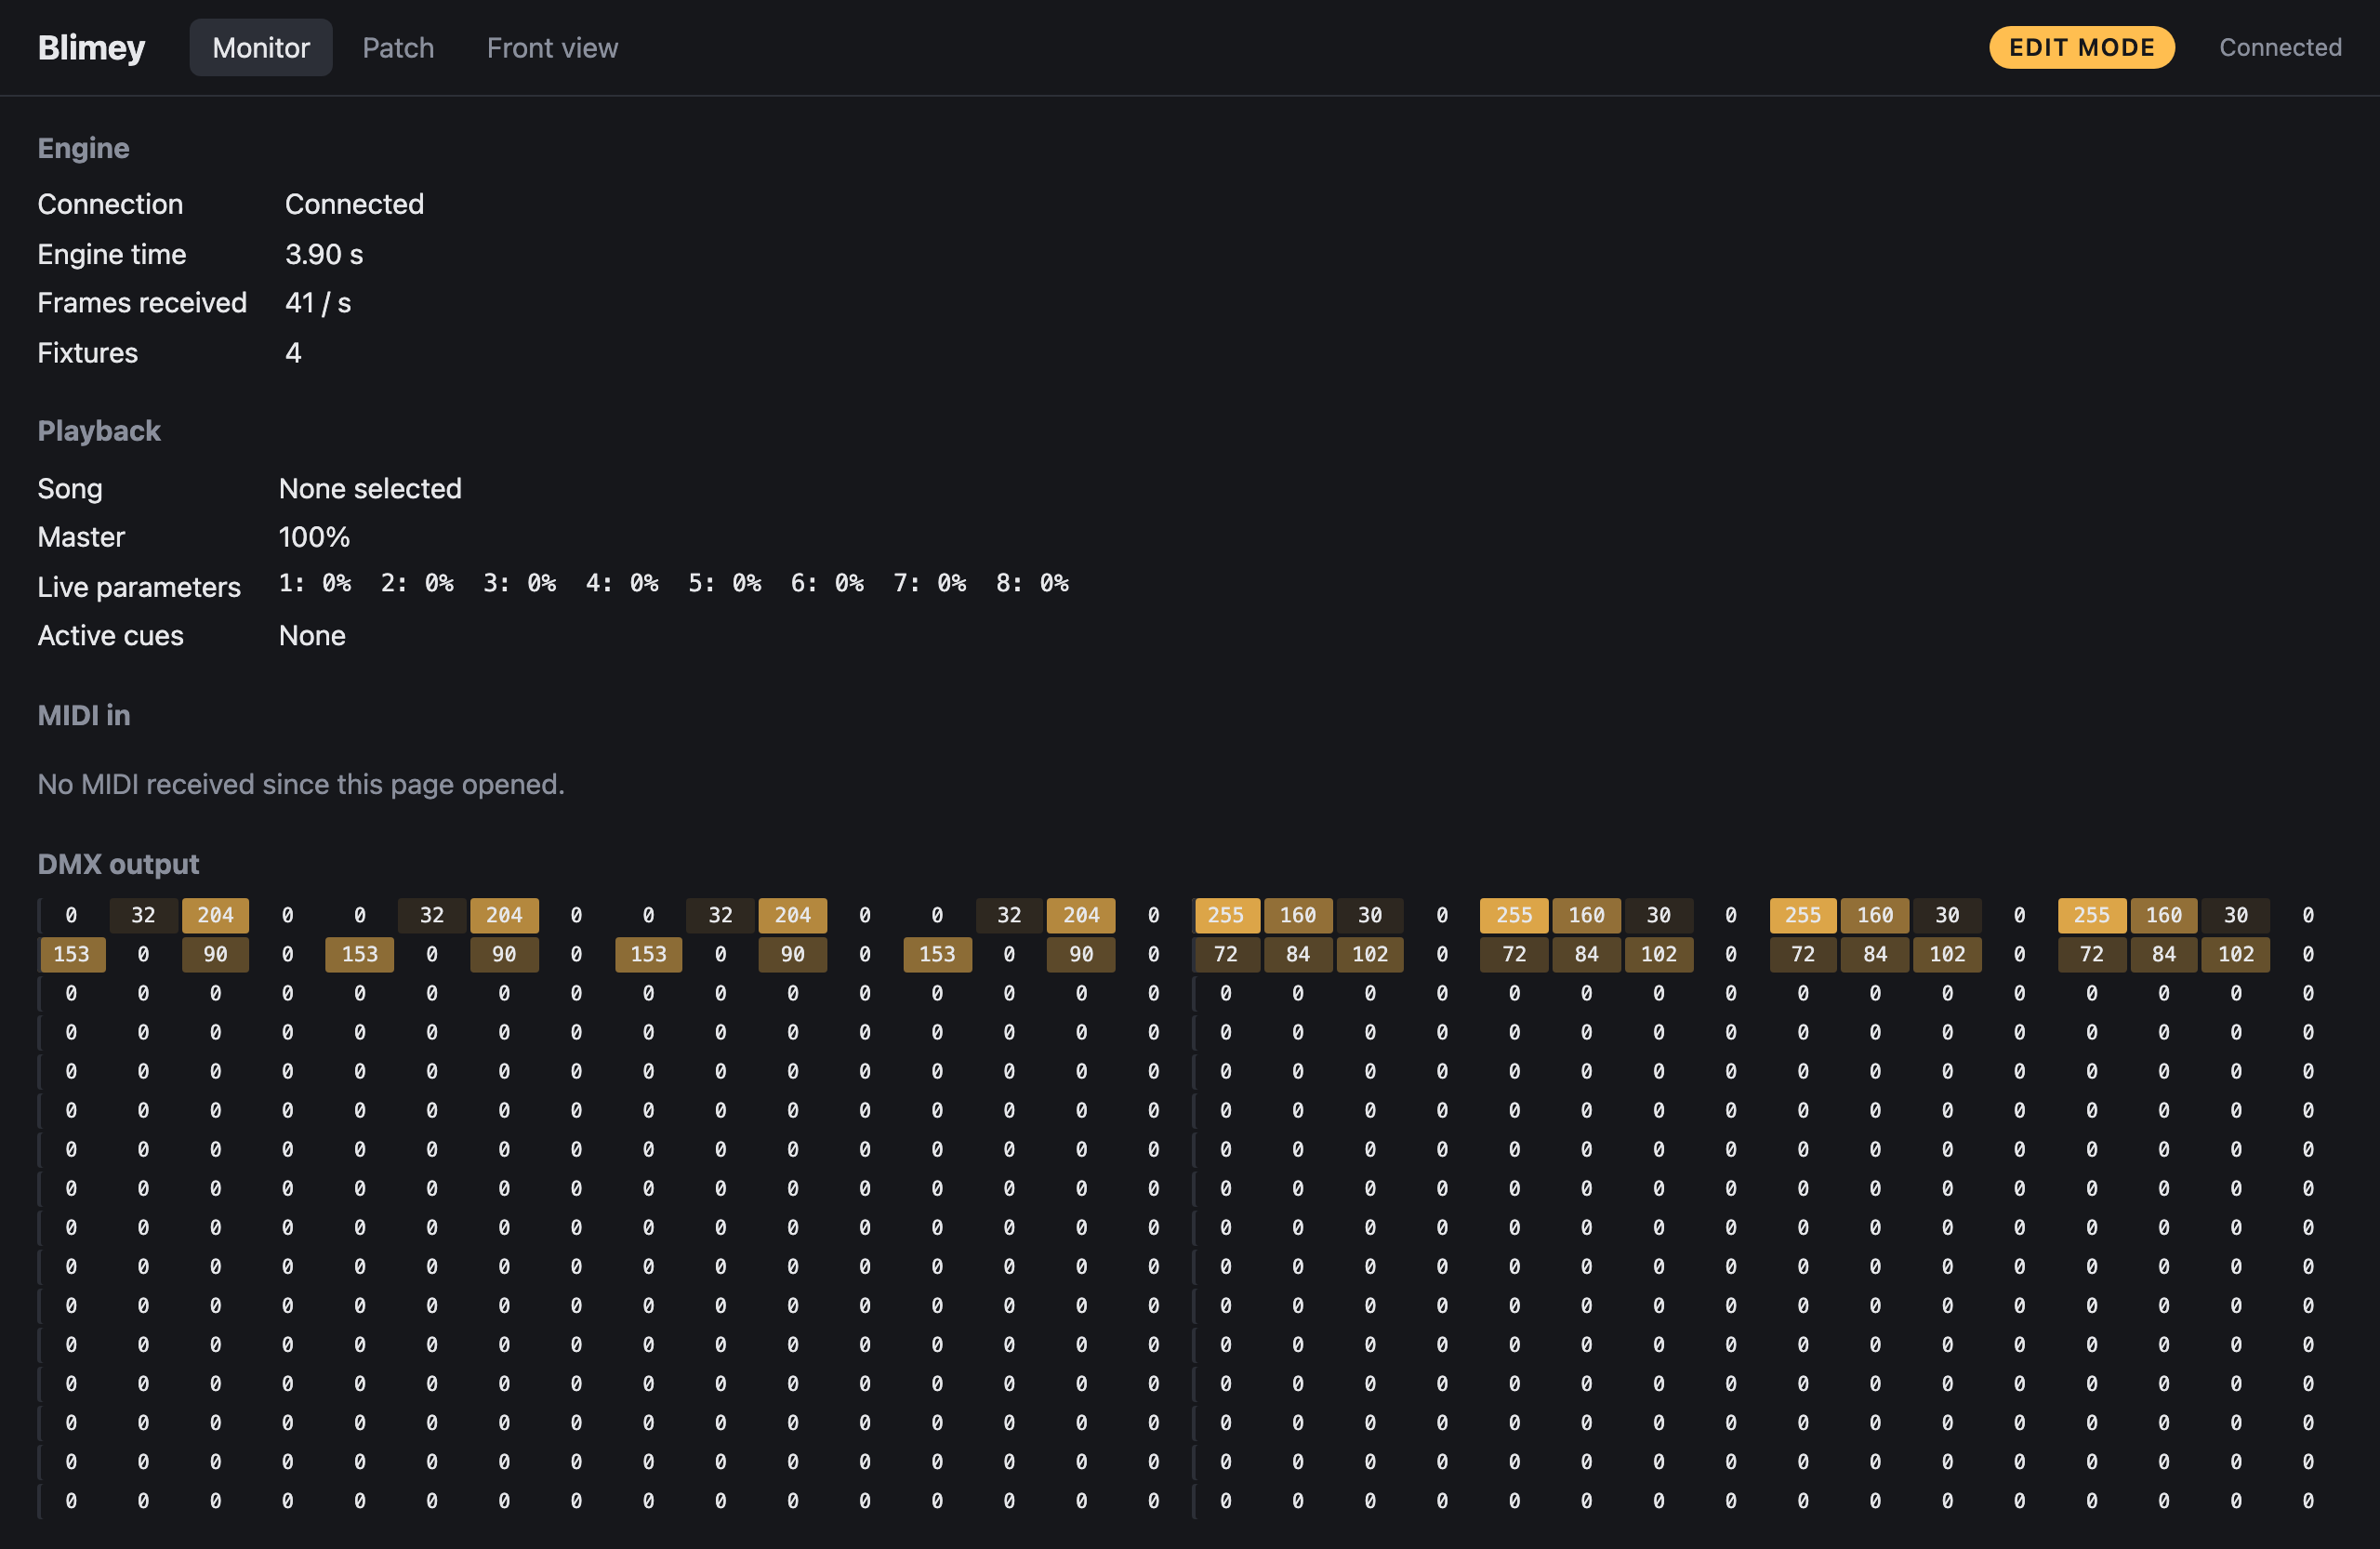 Blimey Monitor Patch Front view EDIT MODE Connected
Engine
Connection Connected
Engine time 3.90 s
Frames received 41 / s
Fixtures 4
Playback
Song None selected
Master 100%
Live parameters 1: 0% 2: 0% 3: 0% 4: 0% 5: 0% 6: 0% 7: 0% 8: 0%
Active cues None
MIDI in
No MIDI received since this page opened.
DMX output
0 32 204 0 0 32 204 0 0 32 204 0 0 32 204 0 255 160 30 0 255 160 30 0 255 160 30 0 255 160 30 0
153 0 90 0 153 0 90 0 153 0 90 0 153 0 90 0 72 84 102 0 72 84 102 0 72 84 102 0 72 84 102 0
0 0 0 0 0 0 0 0 0 0 0 0 0 0 0 0 0 0 0 0 0 0 0 0 0 0 0 0 0 0 0 0
0 0 0 0 0 0 0 0 0 0 0 0 0 0 0 0 0 0 0 0 0 0 0 0 0 0 0 0 0 0 0 0
0 0 0 0 0 0 0 0 0 0 0 0 0 0 0 0 0 0 0 0 0 0 0 0 0 0 0 0 0 0 0 0
0 0 0 0 0 0 0 0 0 0 0 0 0 0 0 0 0 0 0 0 0 0 0 0 0 0 0 0 0 0 0 0
0 0 0 0 0 0 0 0 0 0 0 0 0 0 0 0 0 0 0 0 0 0 0 0 0 0 0 0 0 0 0 0
0 0 0 0 0 0 0 0 0 0 0 0 0 0 0 0 0 0 0 0 0 0 0 0 0 0 0 0 0 0 0 0
0 0 0 0 0 0 0 0 0 0 0 0 0 0 0 0 0 0 0 0 0 0 0 0 0 0 0 0 0 0 0 0
0 0 0 0 0 0 0 0 0 0 0 0 0 0 0 0 0 0 0 0 0 0 0 0 0 0 0 0 0 0 0 0
0 0 0 0 0 0 0 0 0 0 0 0 0 0 0 0 0 0 0 0 0 0 0 0 0 0 0 0 0 0 0 0
0 0 0 0 0 0 0 0 0 0 0 0 0 0 0 0 0 0 0 0 0 0 0 0 0 0 0 0 0 0 0 0
0 0 0 0 0 0 0 0 0 0 0 0 0 0 0 0 0 0 0 0 0 0 0 0 0 0 0 0 0 0 0 0
0 0 0 0 0 0 0 0 0 0 0 0 0 0 0 0 0 0 0 0 0 0 0 0 0 0 0 0 0 0 0 0
0 0 0 0 0 0 0 0 0 0 0 0 0 0 0 0 0 0 0 0 0 0 0 0 0 0 0 0 0 0 0 0
0 0 0 0 0 0 0 0 0 0 0 0 0 0 0 0 0 0 0 0 0 0 0 0 0 0 0 0 0 0 0 0